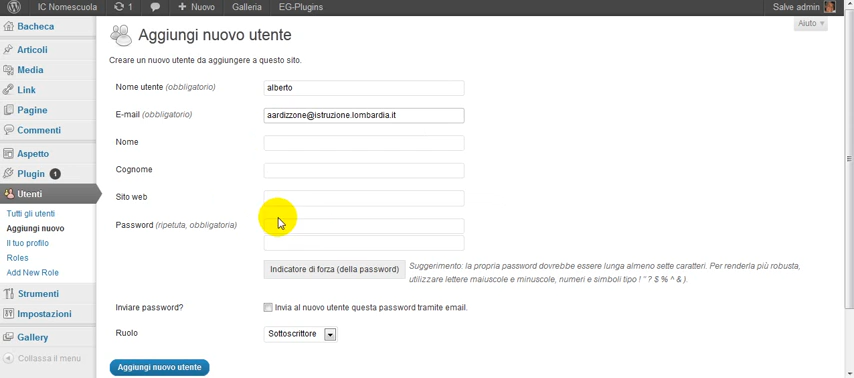 IC Nomescuola 1 Nuovo Galleria EG-Plugins Salve admin
Aiuto
Bacheca
Articoli
Media
Link
Pagine
Commenti
Aspetto
Plugin 1
Utenti
Tutti gli utenti
Aggiungi nuovo
Il tuo profilo
Roles
Add New Role
Strumenti
Impostazioni
Gallery
Collassa il menu
Aggiungi nuovo utente
Creare un nuovo utente da aggiungere a questo sito.
Nome utente (obbligatorio) alberto
E-mail (obbligatorio) aardizzone@istruzione.lombardia.it
Nome
Cognome
Sito web
Password (ripetuta, obbligatoria)
Indicatore di forza (della password) Suggerimento: la propria password dovrebbe essere lunga almeno sette caratteri. Per renderla più robusta,
utilizzare lettere maiuscole e minuscole, numeri e simboli tipo ! " ? $ % ^ & ).
Inviare password? Invia al nuovo utente questa password tramite email.
Ruolo Sottoscrittore
Aggiungi nuovo utente